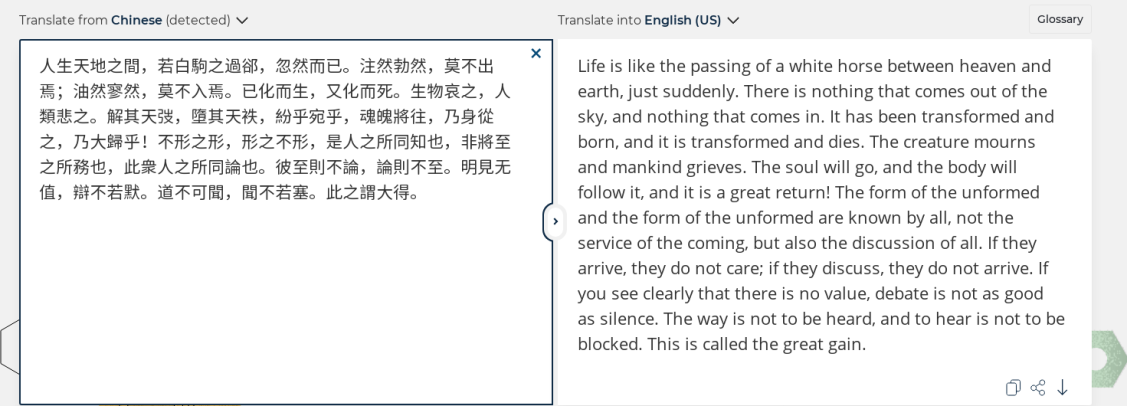 Translate from Chinese (detected)
Translate into English (US)
Glossary
人生天地之間，若白駒之過郤，忽然而已。注然勃然，莫不出
焉；油然寥然，莫不入焉。已化而生，又化而死。生物哀之，人
類悲之。解其天弢，墮其天袟，紛乎宛乎，魂魄將往，乃身從
之，乃大歸乎！不形之形，形之不形，是人之所同知也，非將至
之所務也，此衆人之所同論也。彼至則不論，論則不至。明見无
值，辯不若默。道不可聞，聞不若塞。此之謂大得。
Life is like the passing of a white horse between heaven and
earth, just suddenly. There is nothing that comes out of the
sky, and nothing that comes in. It has been transformed and
born, and it is transformed and dies. The creature mourns
and mankind grieves. The soul will go, and the body will
follow it, and it is a great return! The form of the unformed
and the form of the unformed are known by all, not the
service of the coming, but also the discussion of all. If they
arrive, they do not care; if they discuss, they do not arrive. If
you see clearly that there is no value, debate is not as good
as silence. The way is not to be heard, and to hear is not to be
blocked. This is called the great gain.